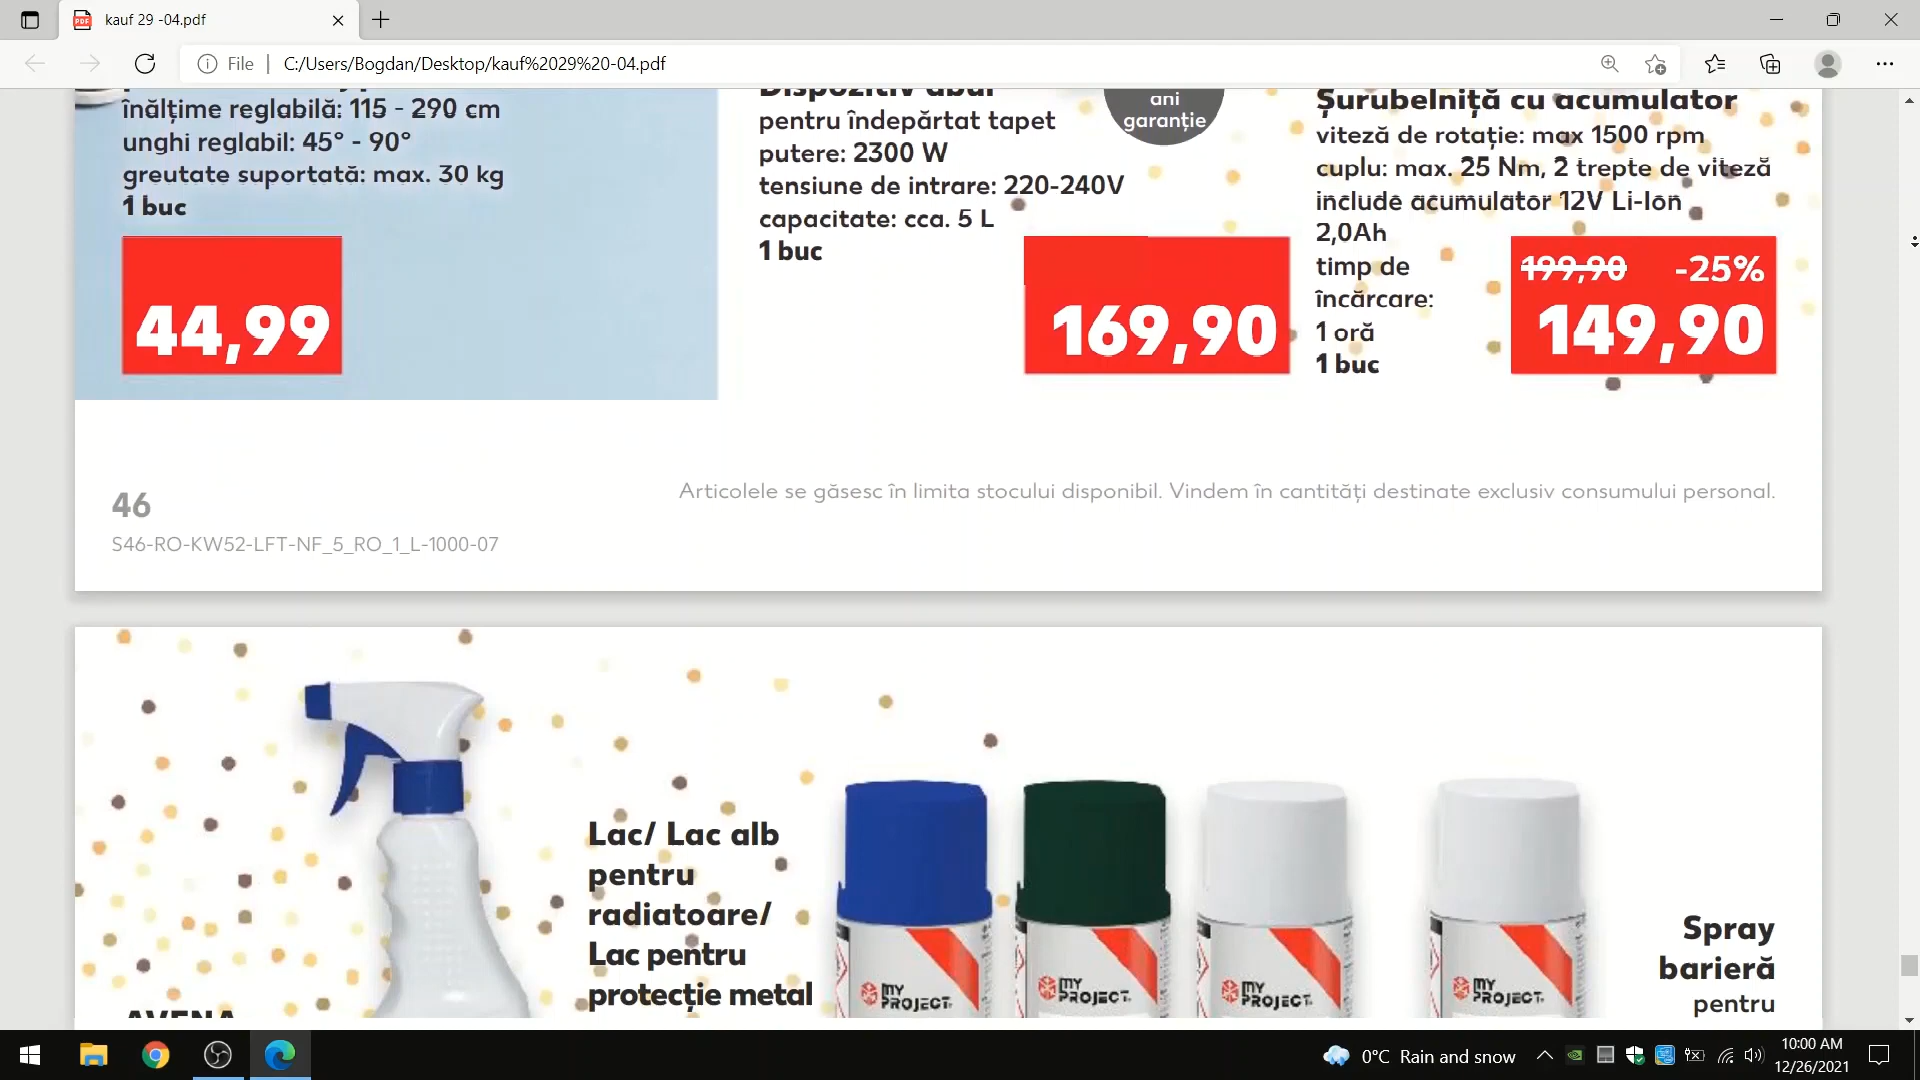 kauf 29 -04.pdf
File
C:/Users/Bogdan/Desktop/kauf%2029%20-04.pdf
înălțime reglabilă: 115 - 290 cm
unghi reglabil: 45° - 90°
greutate suportată: max. 30 kg
1 buc
44,99
Dispozitiv abur
pentru îndepărtat tapet
putere: 2300 W
tensiune de intrare: 220-240V
capacitate: cca. 5 L
1 buc
ani
garanție
169,90
Șurubelniță cu acumulator
viteză de rotație: max 1500 rpm
cuplu: max. 25 Nm, 2 trepte de viteză
include acumulator 12V Li-Ion
2,0Ah
timp de
încărcare:
1 oră
1 buc
199,90 -25%
149,90
46
Articolele se găsesc în limita stocului disponibil. Vindem în cantități destinate exclusiv consumului personal.
S46-RO-KW52-LFT-NF_5_RO_1_L-1000-07
Lac/ Lac alb
pentru
radiatoare/
Lac pentru
protecție metal
MY
PROJECT
MY
PROJECT
MY
PROJECT
MY
PROJECT
Spray
barieră
pentru
AVENA
0°C Rain and snow
10:00 AM
12/26/2021